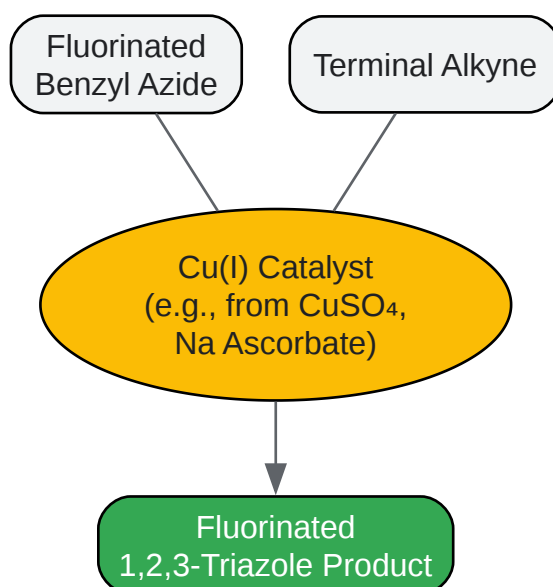 Fluorinated
Benzyl Azide
Terminal Alkyne
Cu(I) Catalyst
(e.g., from CuSO₄,
Na Ascorbate)
Fluorinated
1,2,3-Triazole Product